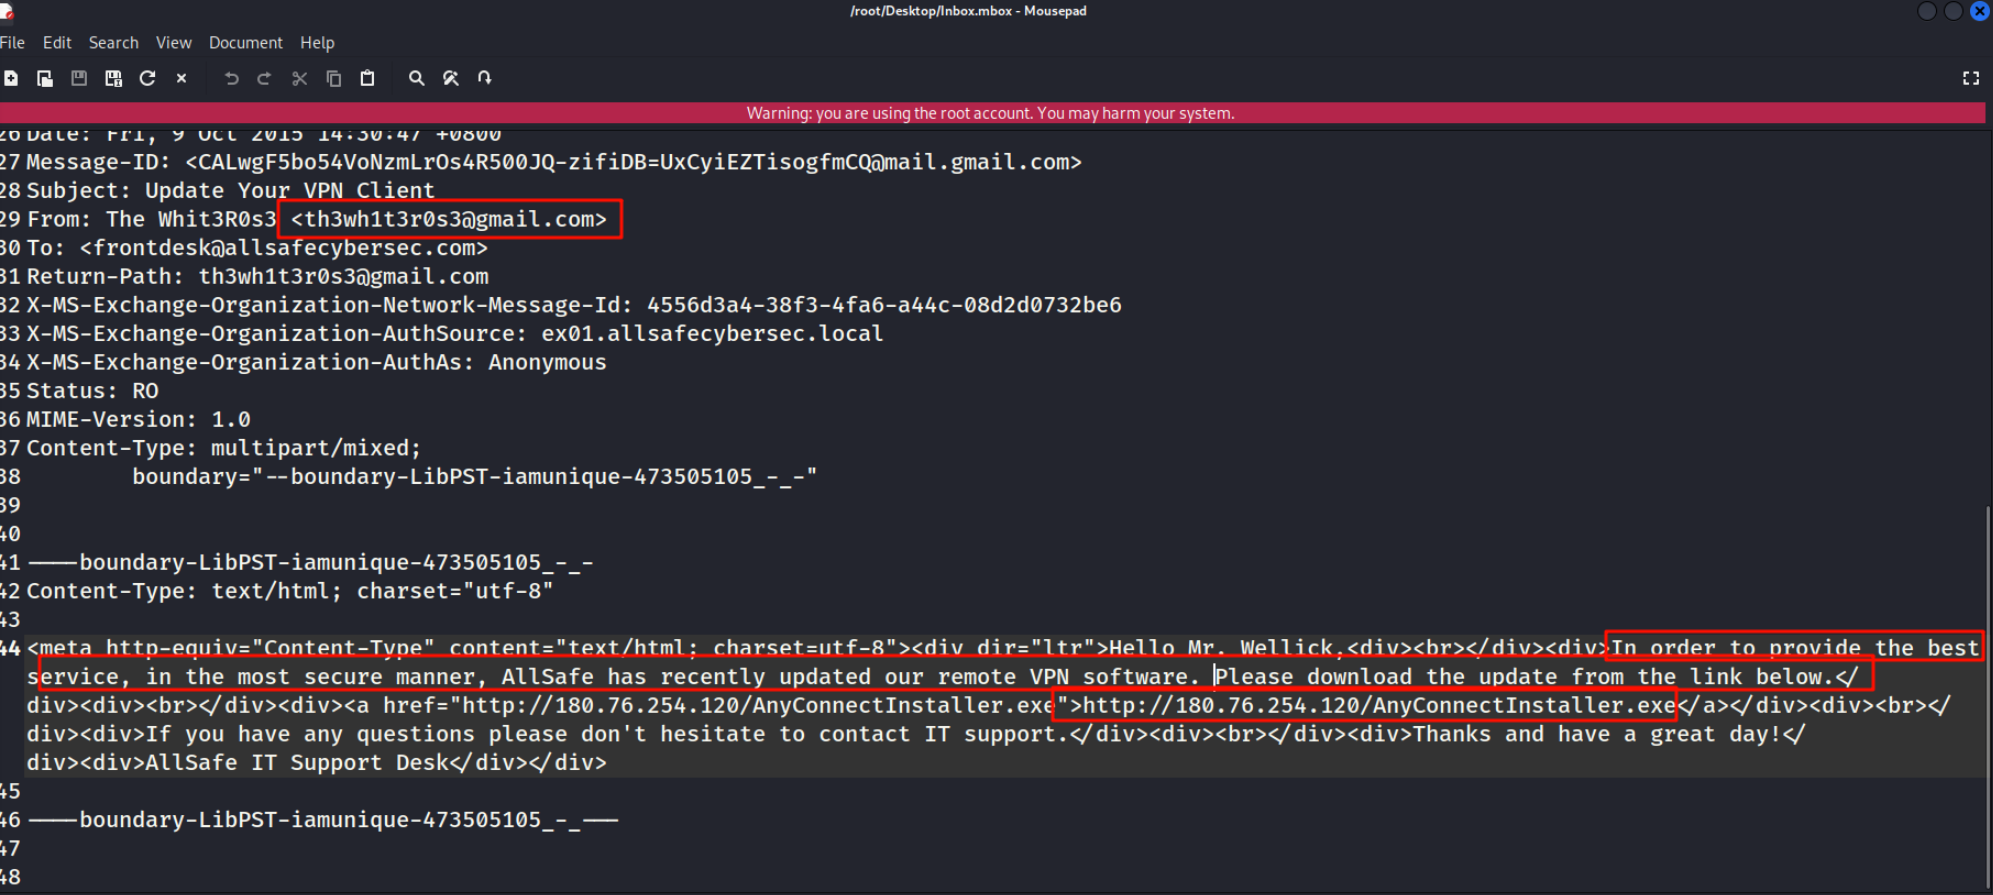 /root/Desktop/Inbox.mbox - Mousepad
File Edit Search View Document Help
Warning: you are using the root account. You may harm your system.
26 Date: Fri, 9 Oct 2015 14:30:47 +0800
27 Message-ID: <CALwgF5bo54VoNzmLrOs4R500JQ-zifiDB=UxCyiEZTisogfmCQ@mail.gmail.com>
28 Subject: Update Your VPN Client
29 From: The Whit3R0s3 <th3wh1t3r0s3@gmail.com>
30 To: <frontdesk@allsafecybersec.com>
31 Return-Path: th3wh1t3r0s3@gmail.com
32 X-MS-Exchange-Organization-Network-Message-Id: 4556d3a4-38f3-4fa6-a44c-08d2d0732be6
33 X-MS-Exchange-Organization-AuthSource: ex01.allsafecybersec.local
34 X-MS-Exchange-Organization-AuthAs: Anonymous
35 Status: RO
36 MIME-Version: 1.0
37 Content-Type: multipart/mixed;
38 boundary="--boundary-LibPST-iamunique-473505105_-_-"
39
40
41 ----boundary-LibPST-iamunique-473505105_-_-
42 Content-Type: text/html; charset="utf-8"
43
44 <meta http-equiv="Content-Type" content="text/html; charset=utf-8"><div dir="ltr">Hello Mr. Wellick,<div><br></div><div>In order to provide the best
service, in the most secure manner, AllSafe has recently updated our remote VPN software. Please download the update from the link below.</
div><div><br></div><div><a href="http://180.76.254.120/AnyConnectInstaller.exe">http://180.76.254.120/AnyConnectInstaller.exe</a></div><div><br></
div><div>If you have any questions please don't hesitate to contact IT support.</div><div><br></div><div>Thanks and have a great day!</
div><div>AllSafe IT Support Desk</div></div>
45
46 ----boundary-LibPST-iamunique-473505105_-_---
47
48